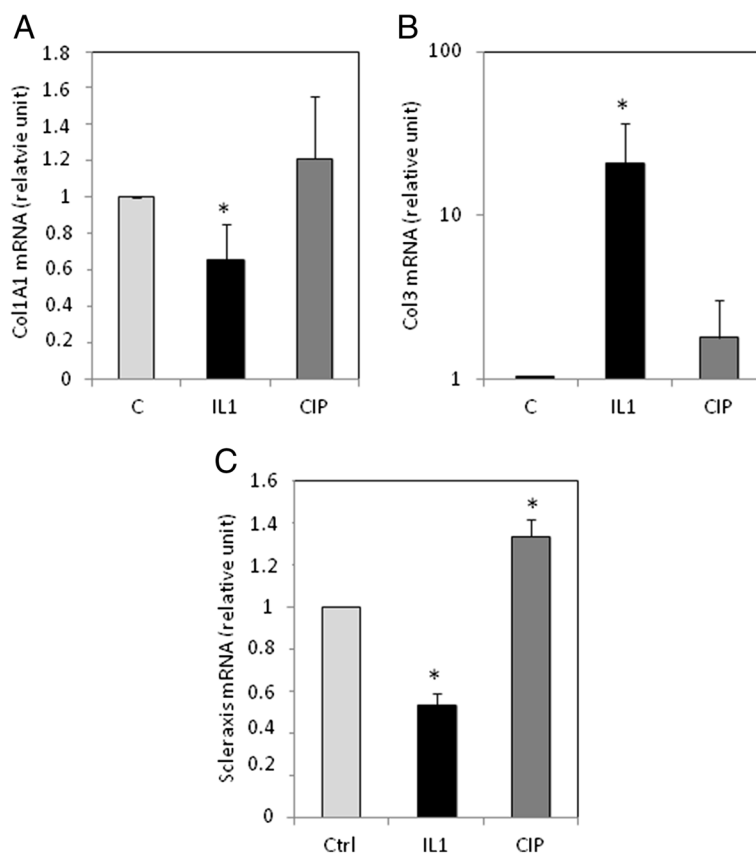 A
Col1A1 mRNA (relatvie unit)
1.8
1.6
1.4
1.2
1
0.8
0.6
0.4
0.2
0
*
C IL1 CIP
B
Col3 mRNA (relative unit)
100
10
1
*
C IL1 CIP
C
Scleraxis mRNA (relative unit)
1.6
1.4
1.2
1
0.8
0.6
0.4
0.2
0
*
*
Ctrl IL1 CIP